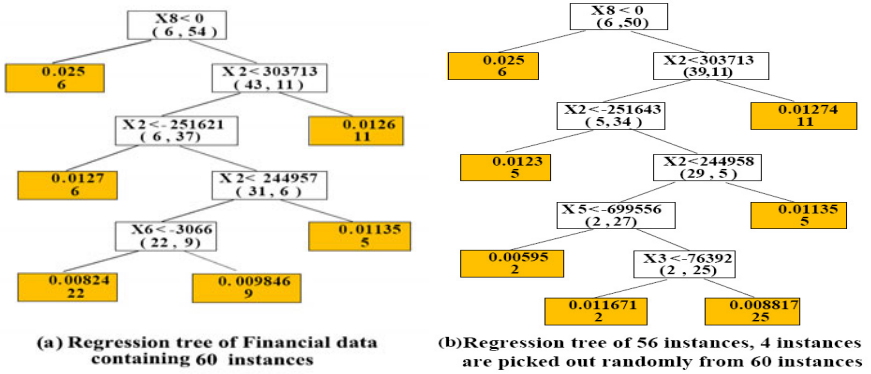 X8<0
( 6 , 54 )
0.025
6
X 2<303713
( 43 , 11 )
X2<-251621
( 6 , 37 )
0.0126
11
0.0127
6
X 2< 244957
( 31 , 6 )
X6<-3066
( 22 , 9 )
0.01135
5
0.00824
22
0. 009846
9
(a) Regression tree of Financial data
containing 60 instances
X8<0
(6 ,50)
0.025
6
X2<303713
(39,11)
X2<-251643
( 5,34 )
0.01274
11
0.0123
5
X2<244958
(29 , 5 )
X5<-699556
(2 ,27)
0.01135
5
0.00595
2
X3<-76392
(2 , 25)
0.011671
2
0.008817
25
(b)Regression tree of 56 instances, 4 instances
are picked out randomly from 60 instances